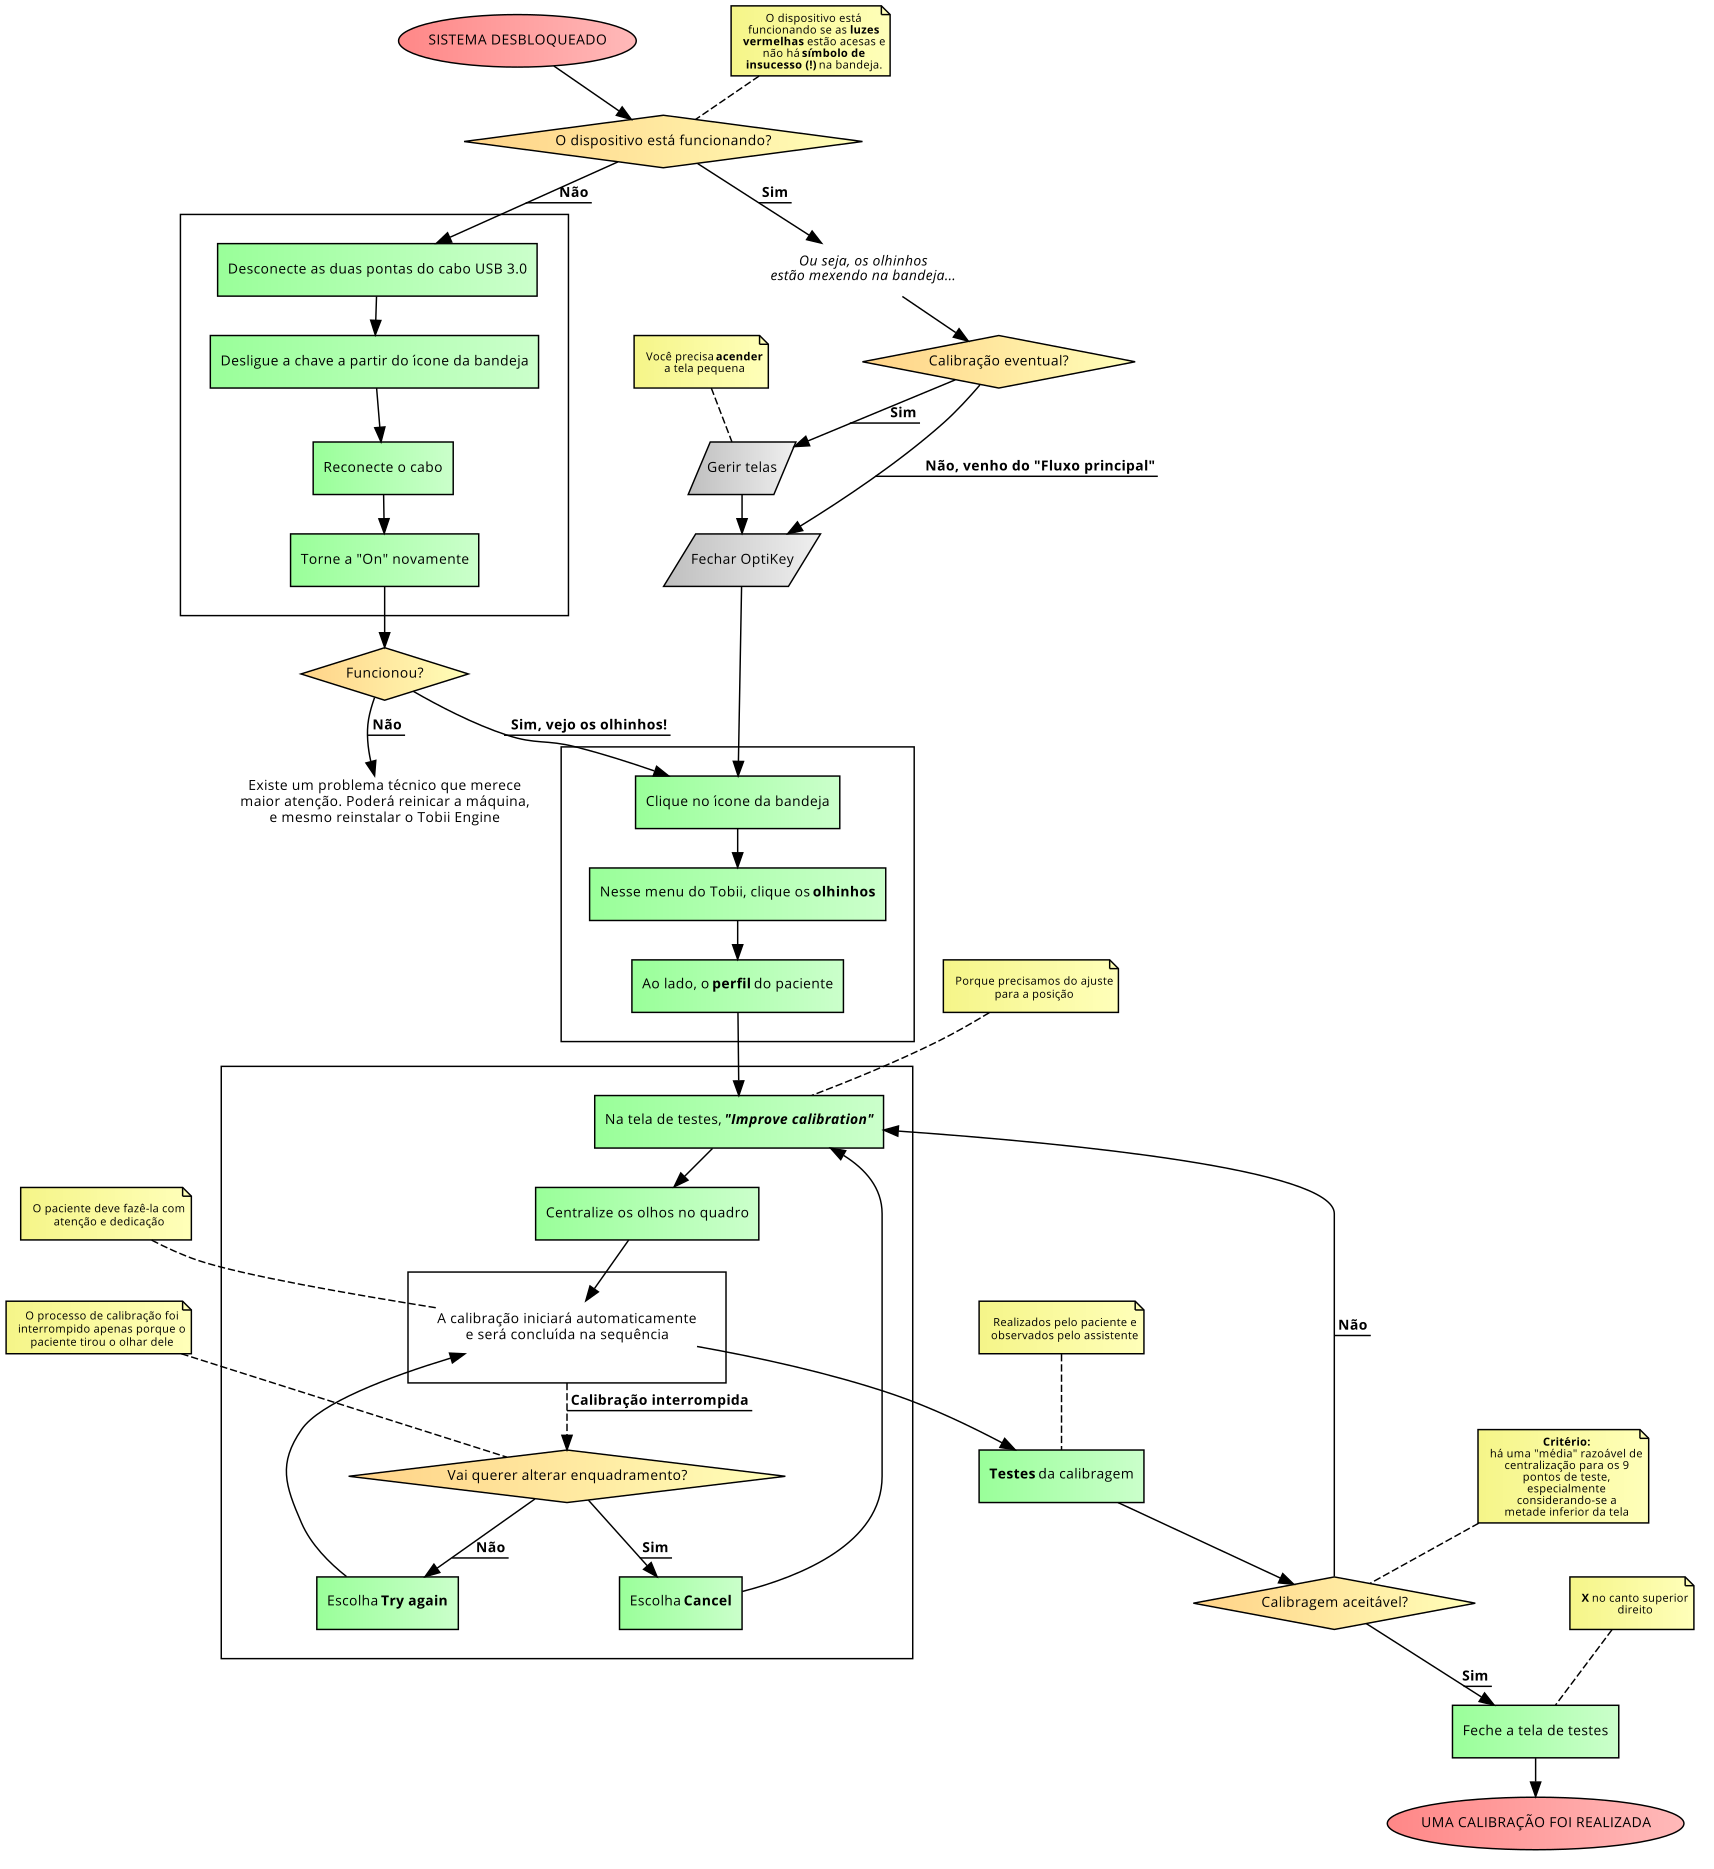 SISTEMA DESBLOQUEADO
O dispositivo está
funcionando se as luzes
vermelhas estão acesas e
não há símbolo de
insucesso (!) na bandeja.
O dispositivo está funcionando?
Não
Sim
Desconecte as duas pontas do cabo USB 3.0
Ou seja, os olhinhos
estão mexendo na bandeja...
Desligue a chave a partir do ícone da bandeja
Você precisa acender
a tela pequena
Calibração eventual?
Sim
Reconecte o cabo
Gerir telas
Não, venho do "Fluxo principal"
Torne a "On" novamente
Fechar OptiKey
Funcionou?
Não
Sim, vejo os olhinhos!
Existe um problema técnico que merece
maior atenção. Poderá reinicar a máquina,
e mesmo reinstalar o Tobii Engine
Clique no ícone da bandeja
Nesse menu do Tobii, clique os olhinhos
Ao lado, o perfil do paciente
Porque precisamos do ajuste
para a posição
Na tela de testes, "Improve calibration"
O paciente deve fazê-la com
atenção e dedicação
Centralize os olhos no quadro
O processo de calibração foi
interrompido apenas porque o
paciente tirou o olhar dele
A calibração iniciará automaticamente
e será concluída na sequência
Realizados pelo paciente e
observados pelo assistente
Não
Calibração interrompida
Vai querer alterar enquadramento?
Testes da calibragem
Critério:
há uma "média" razoável de
centralização para os 9
pontos de teste,
especialmente
considerando-se a
metade inferior da tela
Não
Sim
Escolha Try again
Escolha Cancel
Calibragem aceitável?
X no canto superior
direito
Sim
Feche a tela de testes
UMA CALIBRAÇÃO FOI REALIZADA